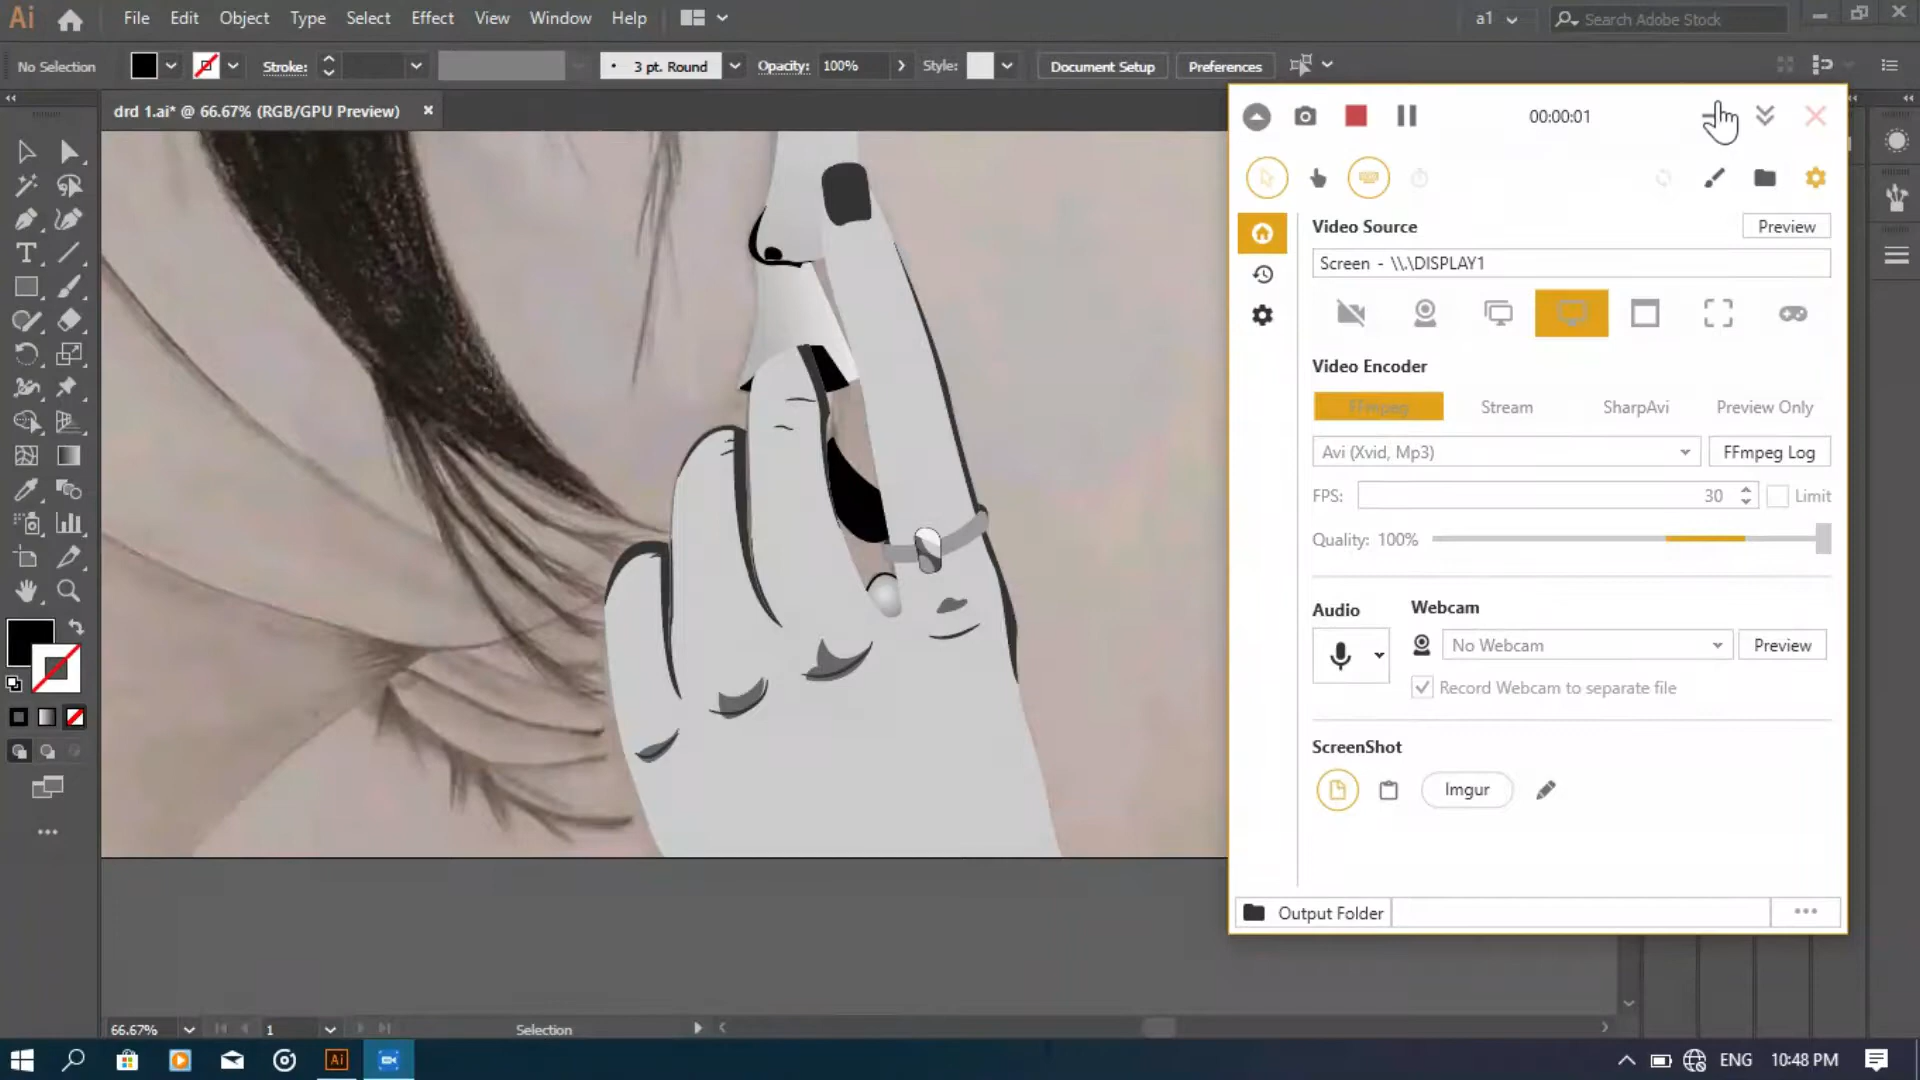 Ai File Edit Object Type Select Effect View Window Help a1 Search Adobe Stock
No Selection Stroke: 3 pt. Round Opacity: 100% Style: Document Setup Preferences
drd 1.ai* @ 66.67% (RGB/GPU Preview)
00:00:01
Video Source Preview
Screen - \\.\DISPLAY1
Video Encoder
FFmpeg Stream SharpAvi Preview Only
Avi (Xvid, Mp3) FFmpeg Log
FPS: 30 Limit
Quality: 100%
Audio Webcam
No Webcam Preview
Record Webcam to separate file
ScreenShot
Imgur
Output Folder ...
66.67% 1 Selection
Ai ENG 10:48 PM